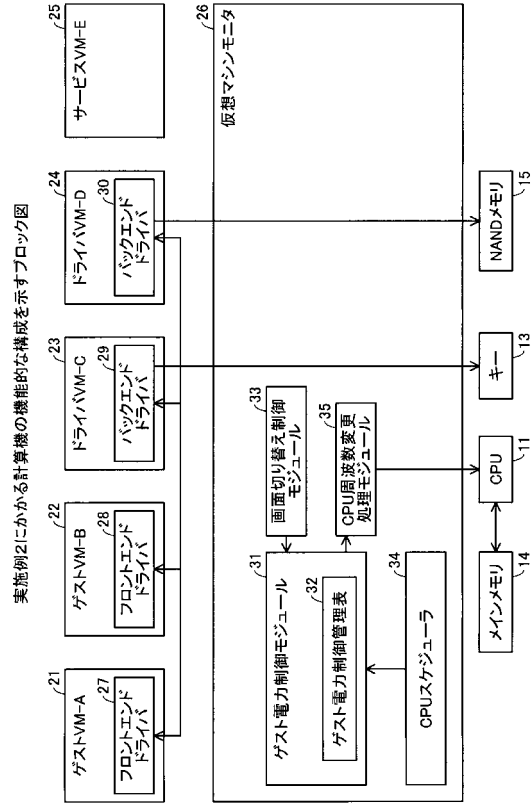 実施例2にかかる計算機の機能的な構成を示すブロック図
21
ゲストVM-A
27
フロントエンド
ドライバ
22
ゲストVM-B
28
フロントエンド
ドライバ
23
ドライバVM-C
29
バックエンド
ドライバ
24
ドライバVM-D
30
バックエンド
ドライバ
25
サービスVM-E
26
仮想マシンモニタ
31
ゲスト電力制御モジュール
32
ゲスト電力制御管理表
33
画面切り替え制御
モジュール
35
CPU周波数変更
処理モジュール
34
CPUスケジューラ
14
メインメモリ
11
CPU
13
キー
15
NANDメモリ